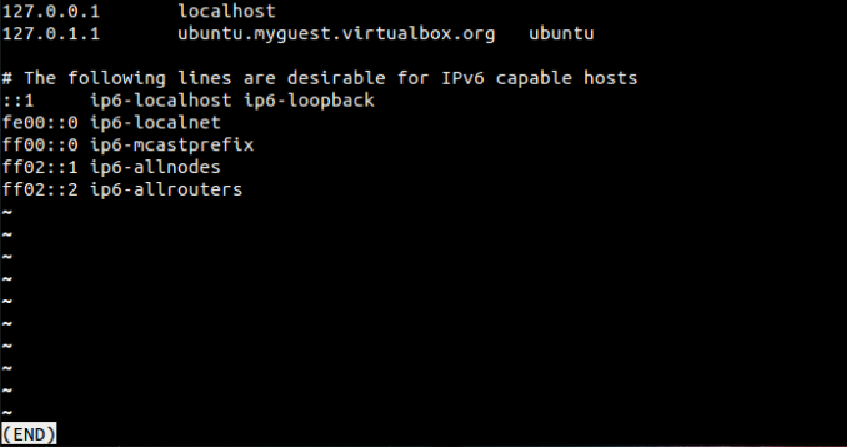 127.0.0.1       localhost
127.0.1.1       ubuntu.myguest.virtualbox.org   ubuntu

# The following lines are desirable for IPv6 capable hosts
::1     ip6-localhost ip6-loopback
fe00::0 ip6-localnet
ff00::0 ip6-mcastprefix
ff02::1 ip6-allnodes
ff02::2 ip6-allrouters
~
~
~
~
~
~
~
~
~
~
(END)